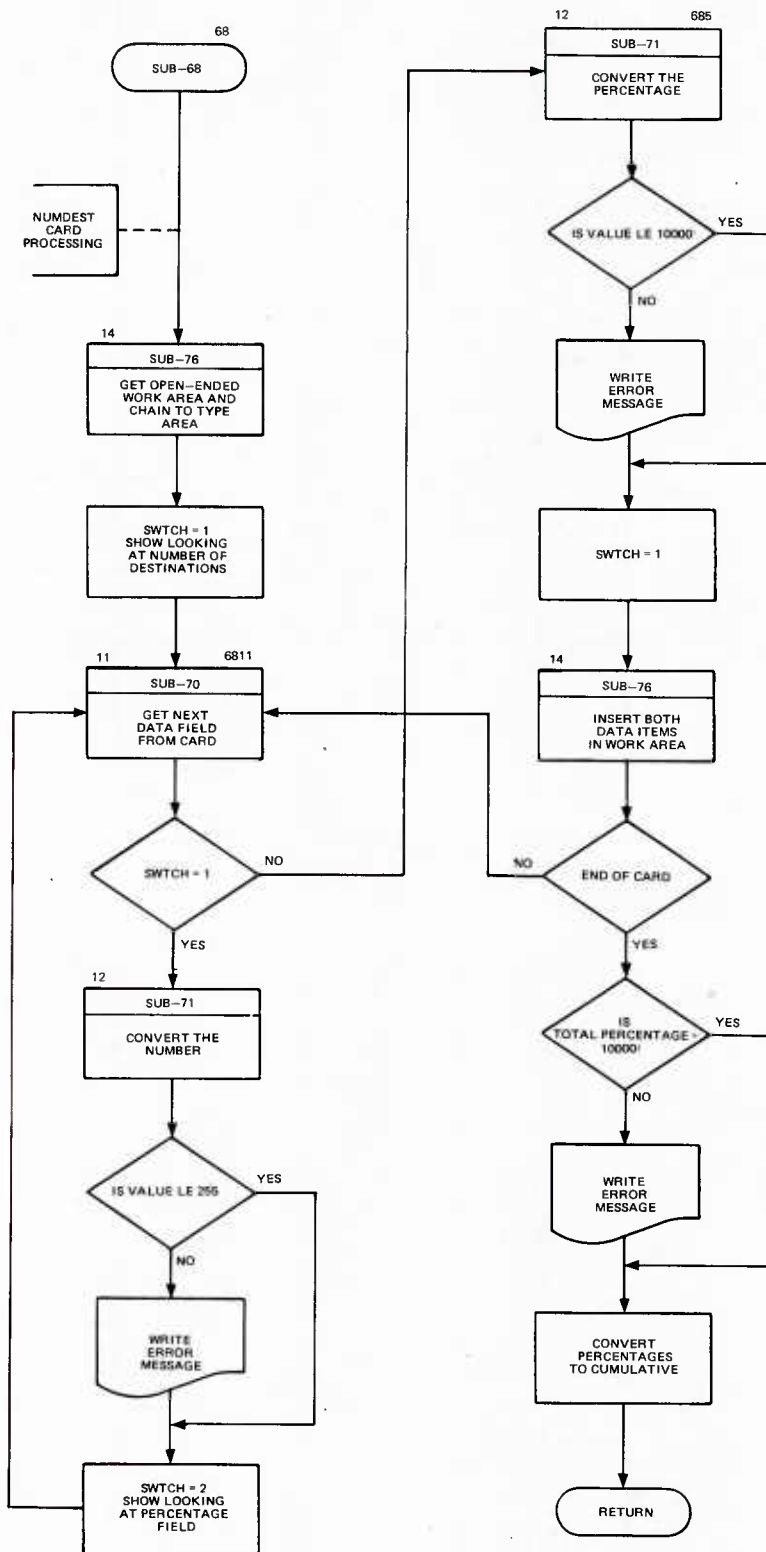 68
SUB–68
NUMDEST
CARD
PROCESSING
14
SUB–76
GET OPEN–ENDED
WORK AREA AND
CHAIN TO TYPE
AREA
SWTCH = 1
SHOW LOOKING
AT NUMBER OF
DESTINATIONS
11
6811
SUB–70
GET NEXT
DATA FIELD
FROM CARD
SWTCH = 1
NO
YES
12
SUB–71
CONVERT THE
NUMBER
IS VALUE LE 255
YES
NO
WRITE
ERROR
MESSAGE
SWTCH = 2
SHOW LOOKING
AT PERCENTAGE
FIELD
12
685
SUB–71
CONVERT THE
PERCENTAGE
IS VALUE LE 10000
YES
NO
WRITE
ERROR
MESSAGE
SWTCH = 1
14
SUB–76
INSERT BOTH
DATA ITEMS
IN WORK AREA
NO
END OF CARD
YES
IS
TOTAL PERCENTAGE =
10000
YES
NO
WRITE
ERROR
MESSAGE
CONVERT
PERCENTAGES
TO CUMULATIVE
RETURN